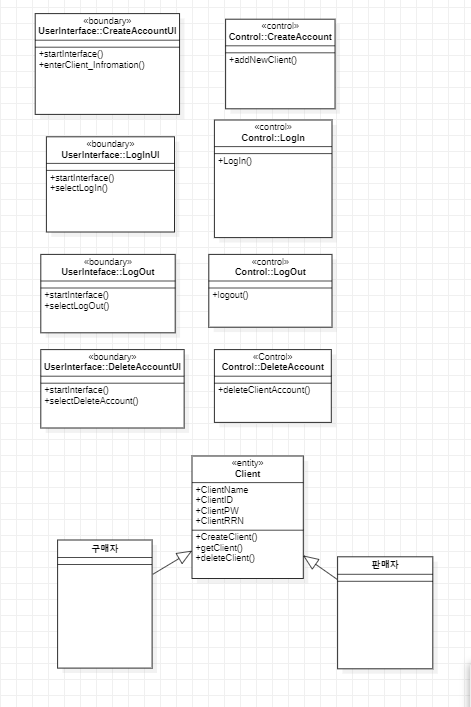 «boundary»
UserInterface::CreateAccountUI
+startInterface()
+enterClient_Infromation()
«control»
Control::CreateAccount
+addNewClient()
«boundary»
UserInterface::LogInUI
+startInterface()
+selectLogIn()
«control»
Control::LogIn
+LogIn()
«boundary»
UserInteface::LogOut
+startInterface()
+selectLogOut()
«control»
Control::LogOut
+logout()
«boundary»
UserInterface::DeleteAccountUI
+startInterface()
+selectDeleteAccount()
«Control»
Control::DeleteAccount
+deleteClientAccount()
«entity»
Client
+ClientName
+ClientID
+ClientPW
+ClientRRN
+CreateClient()
+getClient()
+deleteClient()
구매자
판매자